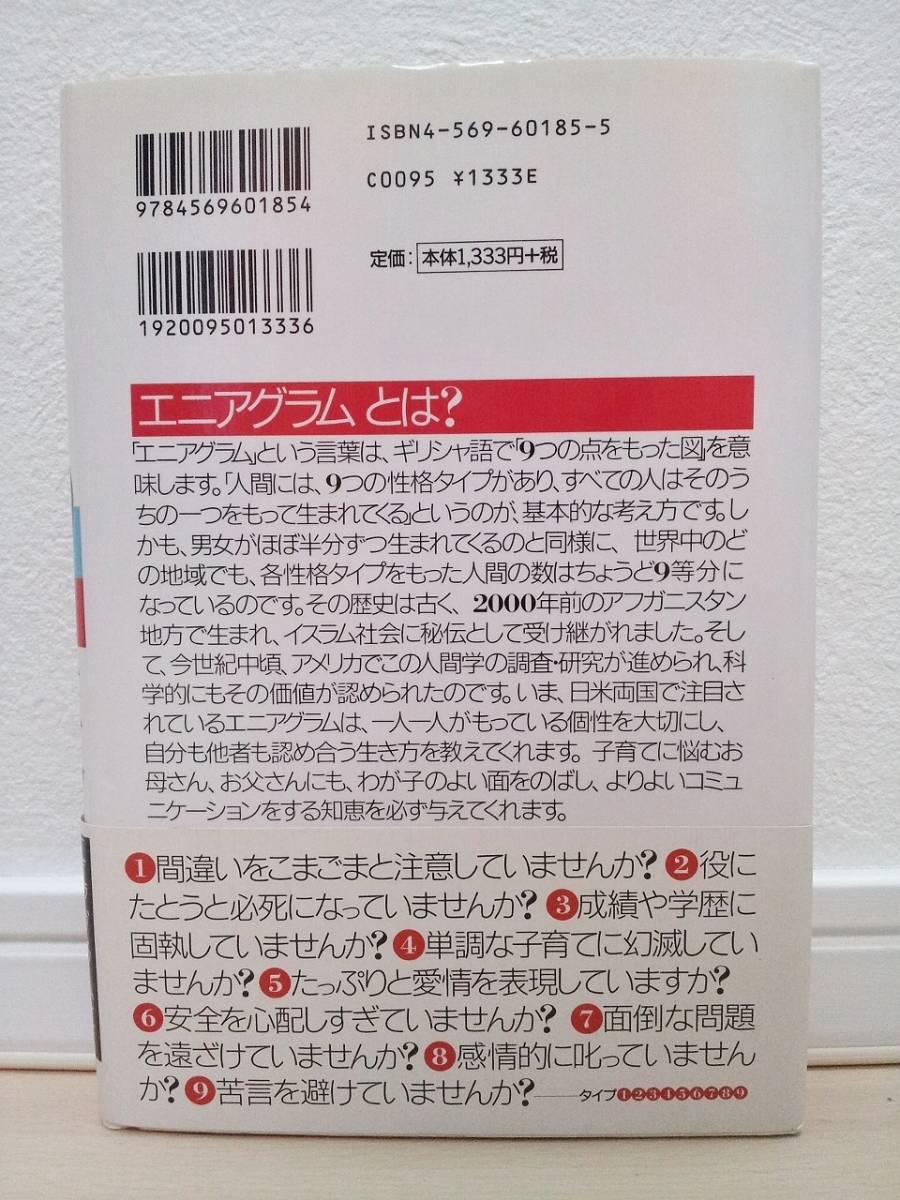 ISBN4-569-60185-5
9784569601854
C0095 ¥1333E
定価：本体1,333円+税
1920095013336
エニアグラムとは?
「エニアグラム」という言葉は、ギリシャ語で「9つの点をもった図」を意
味します。「人間には、9つの性格タイプがあり、すべての人はそのう
ちの一つをもって生まれてくる」というのが、基本的な考え方です。し
かも、男女がほぼ半分ずつ生まれてくるのと同様に、世界中のど
の地域でも、各性格タイプをもった人間の数はちょうど9等分に
なっているのです。その歴史は古く、2000年前のアフガニスタン
地方で生まれ、イスラム社会に秘伝として受け継がれました。そし
て、今世紀中頃、アメリカでこの人間学の調査・研究が進められ、科
学的にもその価値が認められたのです。いま、日米両国で注目さ
れているエニアグラムは、一人一人がもっている個性を大切にし、
自分も他者も認め合う生き方を教えてくれます。子育てに悩むお
母さん、お父さんにも、わが子のよい面をのばし、よりよいコミュ
ニケーションをする知恵を必ず与えてくれます。
❶間違いをこまごまと注意していませんか?❷役に
たとうと必死になっていませんか?❸成績や学歴に
固執していませんか?❹単調な子育てに幻滅してい
ませんか?❺たっぷりと愛情を表現していますか?
❻安全を心配しすぎていませんか?❼面倒な問題
を遠ざけていませんか?❽感情的に叱っていません
か?❾苦言を避けていませんか?——タイプ❶❷❸❹❺❻❼❽❾